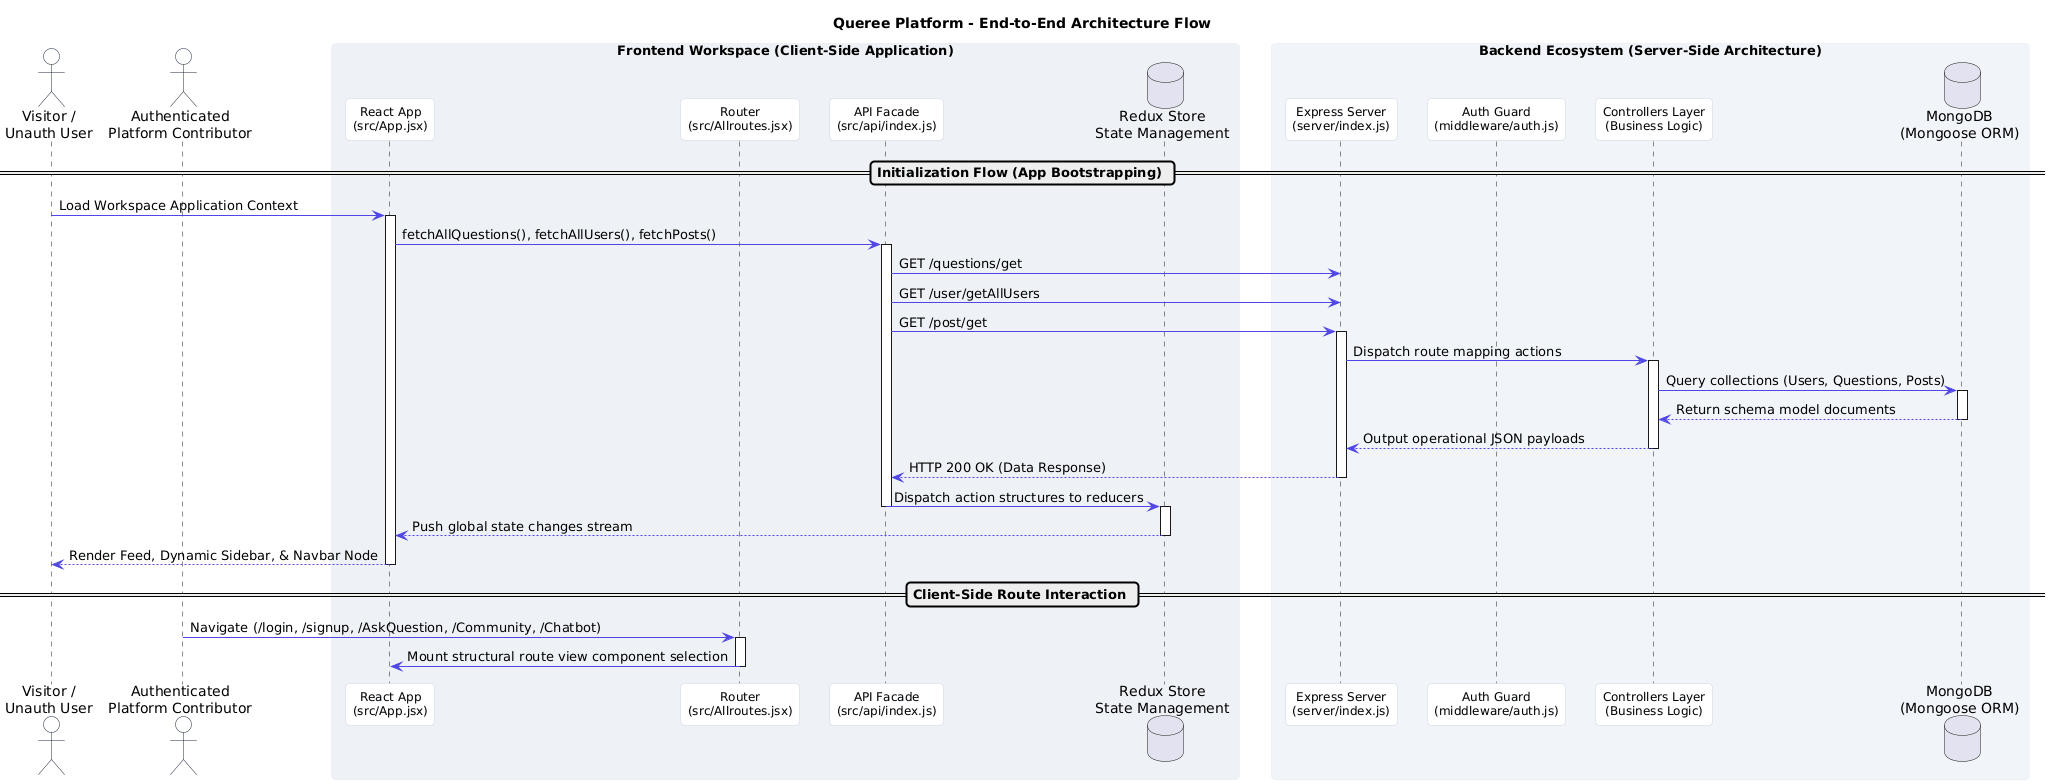 Queree Platform - End-to-End Architecture Flow
Frontend Workspace (Client-Side Application)
Backend Ecosystem (Server-Side Architecture)
Visitor /
Unauth User
Authenticated
Platform Contributor
React App
(src/App.jsx)
Router
(src/Allroutes.jsx)
API Facade
(src/api/index.js)
Redux Store
State Management
Express Server
(server/index.js)
Auth Guard
(middleware/auth.js)
Controllers Layer
(Business Logic)
MongoDB
(Mongoose ORM)
Initialization Flow (App Bootstrapping)
Load Workspace Application Context
fetchAllQuestions(), fetchAllUsers(), fetchPosts()
GET /questions/get
GET /user/getAllUsers
GET /post/get
Dispatch route mapping actions
Query collections (Users, Questions, Posts)
Return schema model documents
Output operational JSON payloads
HTTP 200 OK (Data Response)
Dispatch action structures to reducers
Push global state changes stream
Render Feed, Dynamic Sidebar, & Navbar Node
Client-Side Route Interaction
Navigate (/login, /signup, /AskQuestion, /Community, /Chatbot)
Mount structural route view component selection
Visitor /
Unauth User
Authenticated
Platform Contributor
React App
(src/App.jsx)
Router
(src/Allroutes.jsx)
API Facade
(src/api/index.js)
Redux Store
State Management
Express Server
(server/index.js)
Auth Guard
(middleware/auth.js)
Controllers Layer
(Business Logic)
MongoDB
(Mongoose ORM)